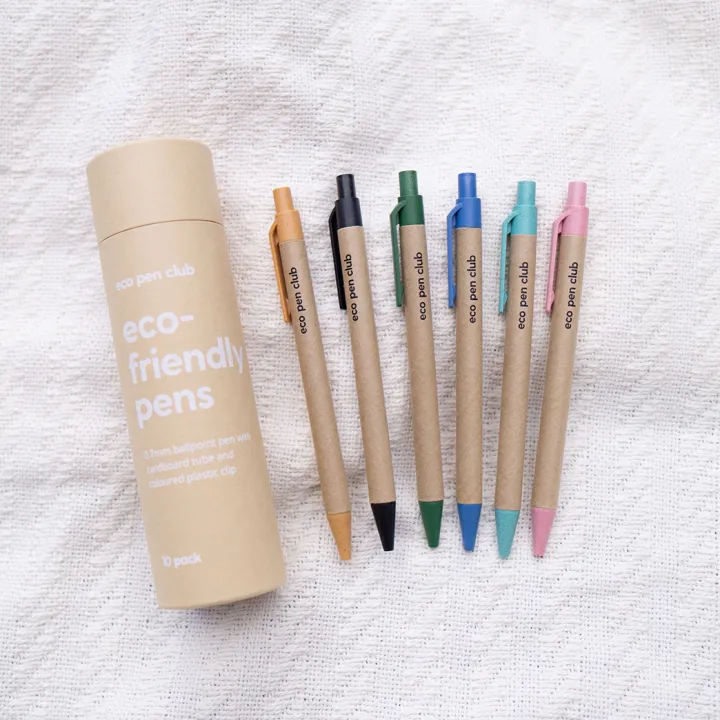 eco pen club
eco-
friendly
pens
0.7mm ballpoint pen with
cardboard tube and
coloured plastic clip
10 pack
eco pen club
eco pen club
eco pen club
eco pen club
eco pen club
eco pen club